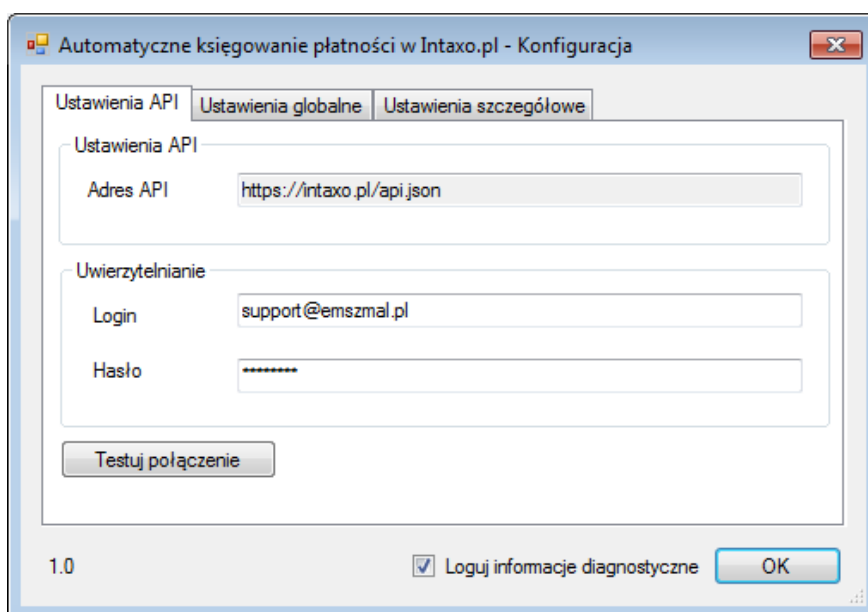 Automatyczne księgowanie płatności w Intaxo.pl - Konfiguracja
Ustawienia API Ustawienia globalne Ustawienia szczegółowe
Ustawienia API
Adres API https://intaxo.pl/api.json
Uwierzytelnianie
Login support@emszmal.pl
Hasło ********
Testuj połączenie
1.0 Loguj informacje diagnostyczne OK